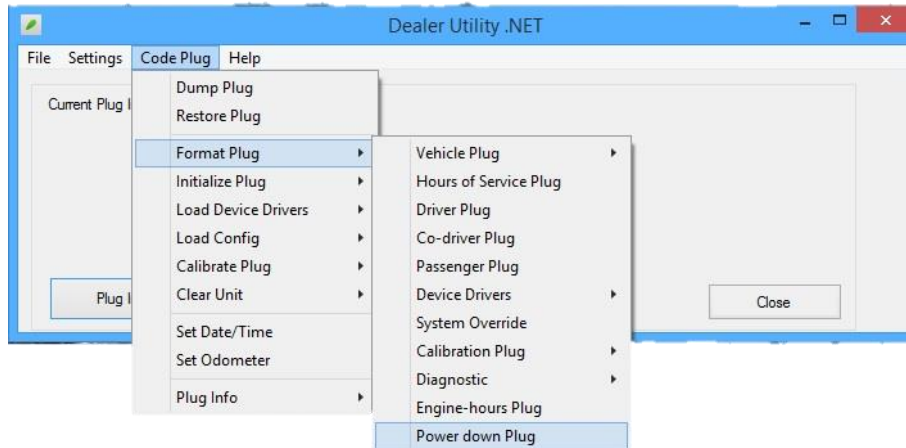 Dealer Utility .NET
File Settings Code Plug Help
Current Plug
Dump Plug
Restore Plug
Format Plug
Initialize Plug
Load Device Drivers
Load Config
Calibrate Plug
Clear Unit
Set Date/Time
Set Odometer
Plug Info
Vehicle Plug
Hours of Service Plug
Driver Plug
Co-driver Plug
Passenger Plug
Device Drivers
System Override
Calibration Plug
Diagnostic
Engine-hours Plug
Power down Plug
Plug
Close